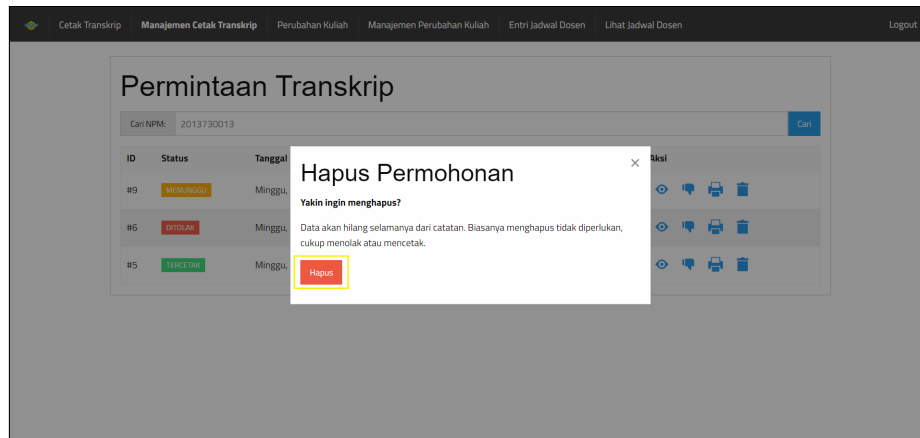 Cetak Transkrip Manajemen Cetak Transkrip Perubahan Kuliah Manajemen Perubahan Kuliah Entri Jadwal Dosen Lihat Jadwal Dosen Logout
Permintaan Transkrip
Cari NPM: 2013730013 Cari
ID Status Tanggal Aksi
#9 MENUNGGU Minggu,
#6 DITOLAK Minggu,
#5 TERCETAK Minggu,
Hapus Permohonan ×
Yakin ingin menghapus?
Data akan hilang selamanya dari catatan. Biasanya menghapus tidak diperlukan,
cukup menolak atau mencetak.
Hapus